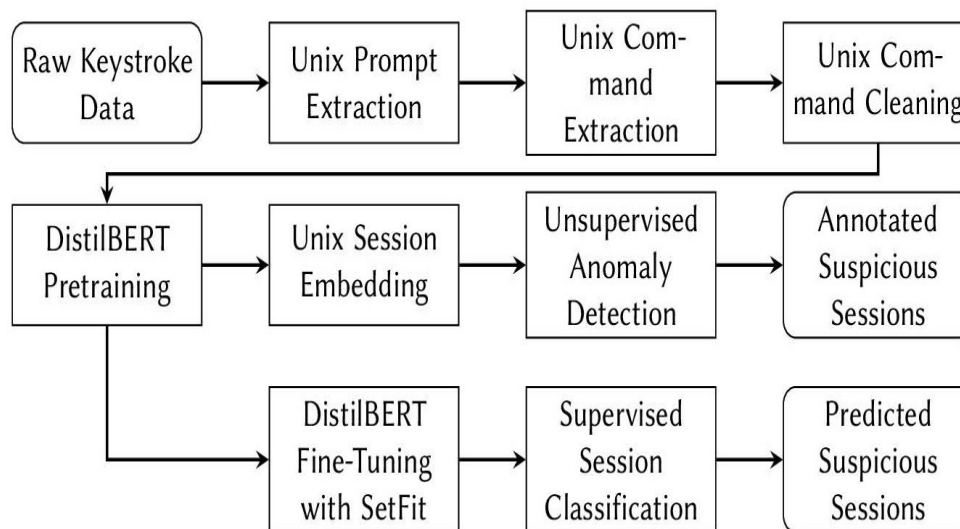 Raw Keystroke
Data
Unix Prompt
Extraction
Unix Com-
mand
Extraction
Unix Com-
mand Cleaning
DistilBERT
Pretraining
Unix Session
Embedding
Unsupervised
Anomaly
Detection
Annotated
Suspicious
Sessions
DistilBERT
Fine-Tuning
with SetFit
Supervised
Session
Classification
Predicted
Suspicious
Sessions